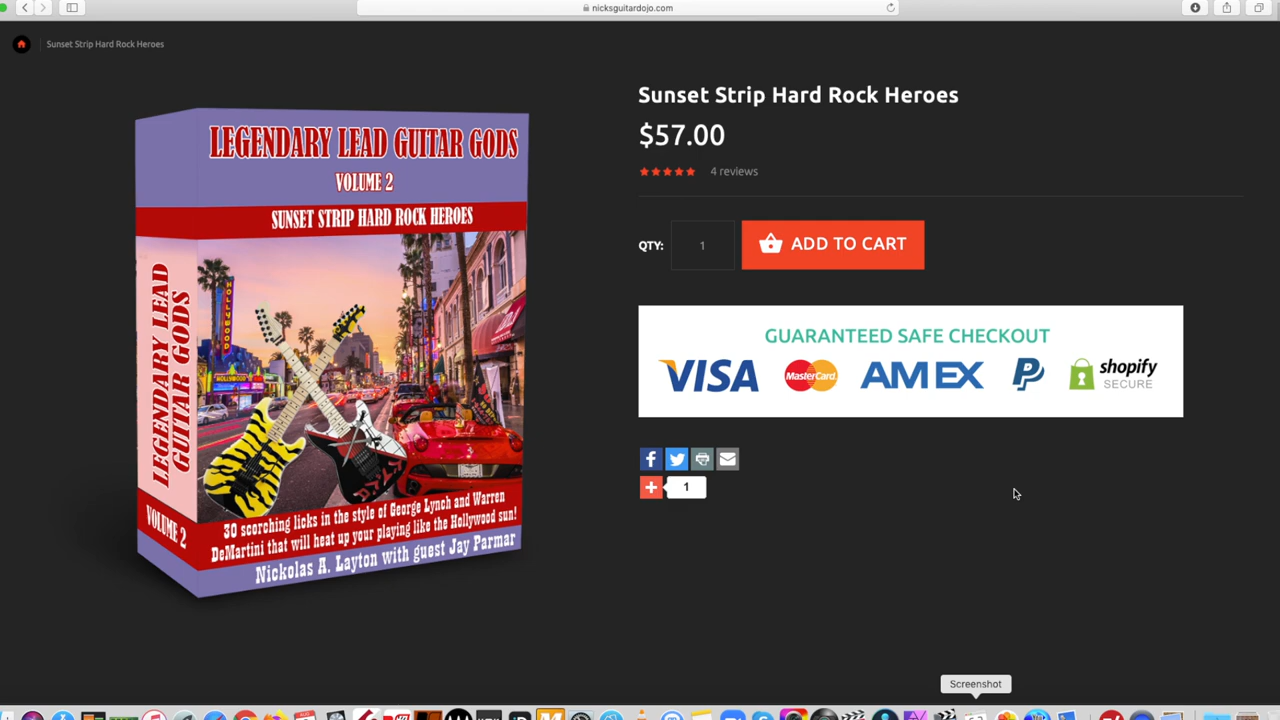 nicksguitardojo.com
Sunset Strip Hard Rock Heroes
Sunset Strip Hard Rock Heroes
$57.00
4 reviews
QTY:
1
ADD TO CART
GUARANTEED SAFE CHECKOUT
VISA
MasterCard
AMEX
shopify
SECURE
1
LEGENDARY LEAD GUITAR GODS
VOLUME 2
SUNSET STRIP HARD ROCK HEROES
LEGENDARY LEAD
GUITAR GODS
VOLUME 2
HOLLYWOOD
HOLLYWOOD
30 scorching licks in the style of George Lynch and Warren
DeMartini that will heat up your playing like the Hollywood sun!
Nickolas A. Layton with guest Jay Parmar
Screenshot